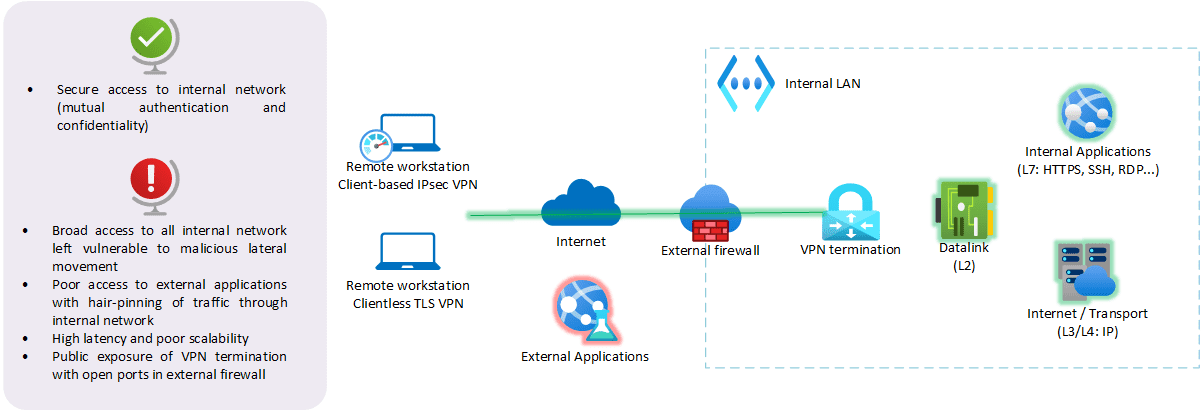 • Secure access to internal network
(mutual authentication and
confidentiality)
• Broad access to all internal network
left vulnerable to malicious lateral
movement
• Poor access to external applications
with hair-pinning of traffic through
internal network
• High latency and poor scalability
• Public exposure of VPN termination
with open ports in external firewall
Remote workstation
Client-based IPsec VPN
Remote workstation
Clientless TLS VPN
Internet
External Applications
External firewall
Internal LAN
VPN termination
Datalink
(L2)
Internal Applications
(L7: HTTPS, SSH, RDP...)
Internet / Transport
(L3/L4: IP)